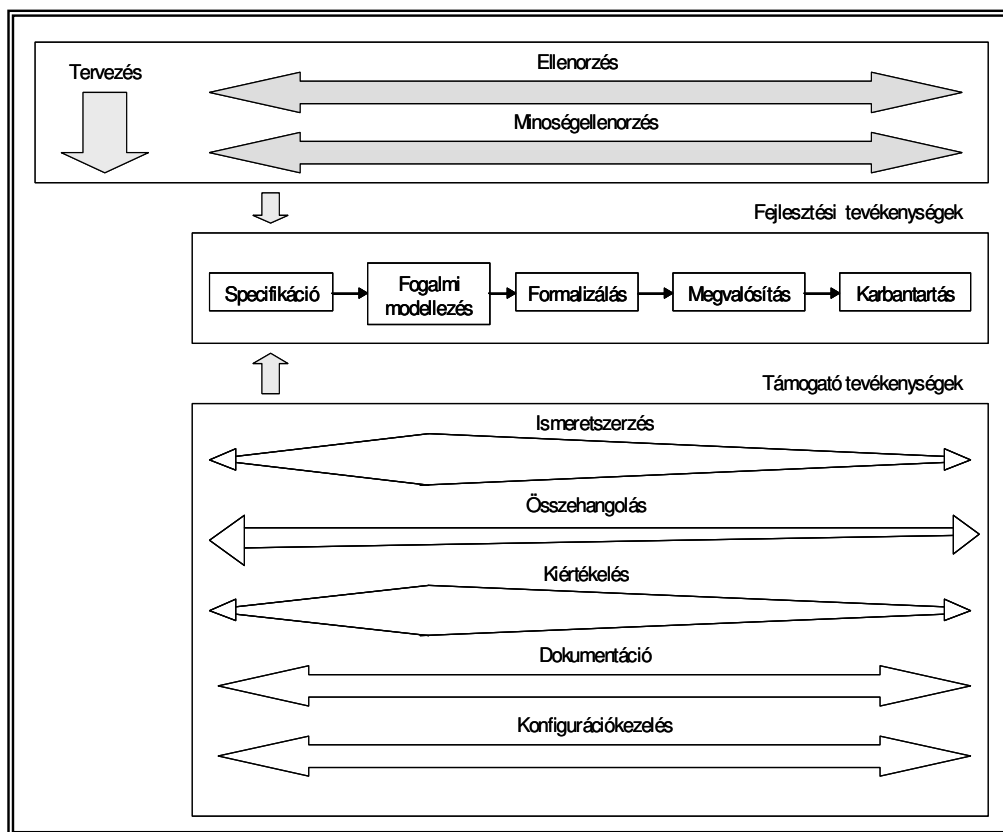 Tervezés
Ellenorzés
Minoségellenorzés
Fejlesztési tevékenységek
Specifikáció
Fogalmi
modellezés
Formalizálás
Megvalósítás
Karbantartás
Támogató tevékenységek
Ismeretszerzés
Összehangolás
Kiértékelés
Dokumentáció
Konfigurációkezelés